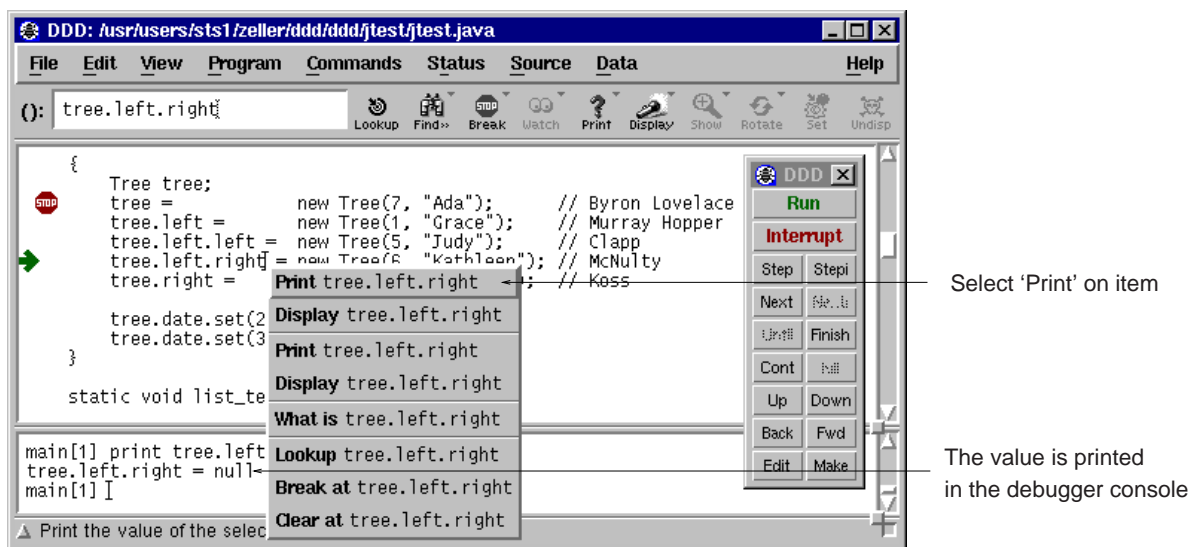 DDD: /usr/users/sts1/zeller/ddd/ddd/jtest/jtest.java
File Edit View Program Commands Status Source Data Help
(): tree.left.right
Lookup Find» Break Watch Print Display Show Rotate Set Undisp
{
Tree tree;
STOP tree = new Tree(7, "Ada"); // Byron Lovelace
tree.left = new Tree(1, "Grace"); // Murray Hopper
tree.left.left = new Tree(5, "Judy"); // Clapp
tree.left.right = new Tree(6, "Kathleen"); // McNulty
tree.right = ; // Koss
tree.date.set(2
tree.date.set(3
}
static void list_te
Print tree.left.right
Display tree.left.right
Print tree.left.right
Display tree.left.right
What is tree.left.right
Lookup tree.left.right
Break at tree.left.right
Clear at tree.left.right
DDD
Run
Interrupt
Step Stepi
Next
Until Finish
Cont Kill
Up Down
Back Fwd
Edit Make
main[1] print tree.left
tree.left.right = null
main[1]
Print the value of the selec
Select ‘Print’ on item
The value is printed
in the debugger console